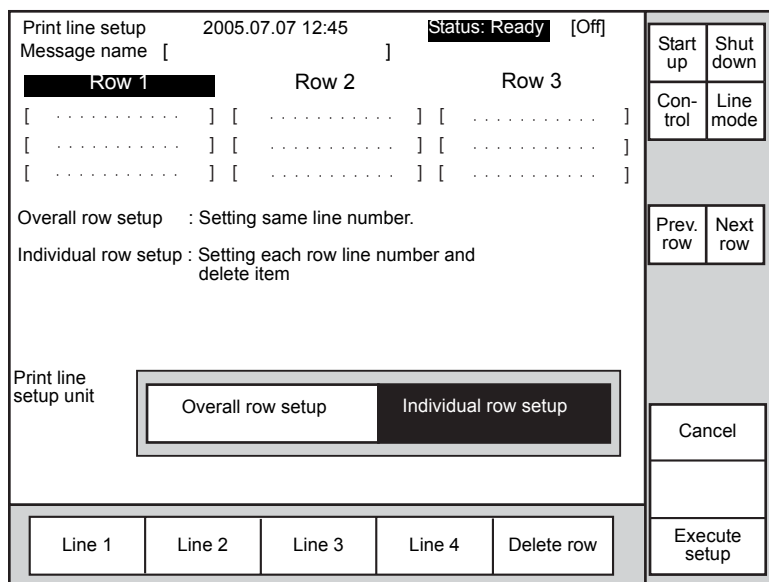 Print line setup 2005.07.07 12:45 Status: Ready [Off]
Message name [ ]
Row 1 Row 2 Row 3
[ . . . . . . . . . . . ] [ . . . . . . . . . . . ] [ . . . . . . . . . . . ]
[ . . . . . . . . . . . ] [ . . . . . . . . . . . ] [ . . . . . . . . . . . ]
[ . . . . . . . . . . . ] [ . . . . . . . . . . . ] [ . . . . . . . . . . . ]
Overall row setup : Setting same line number.
Individual row setup : Setting each row line number and
delete item
Print line
setup unit
Overall row setup
Individual row setup
Line 1
Line 2
Line 3
Line 4
Delete row
Start
up
Shut
down
Con-
trol
Line
mode
Prev.
row
Next
row
Cancel
Execute
setup